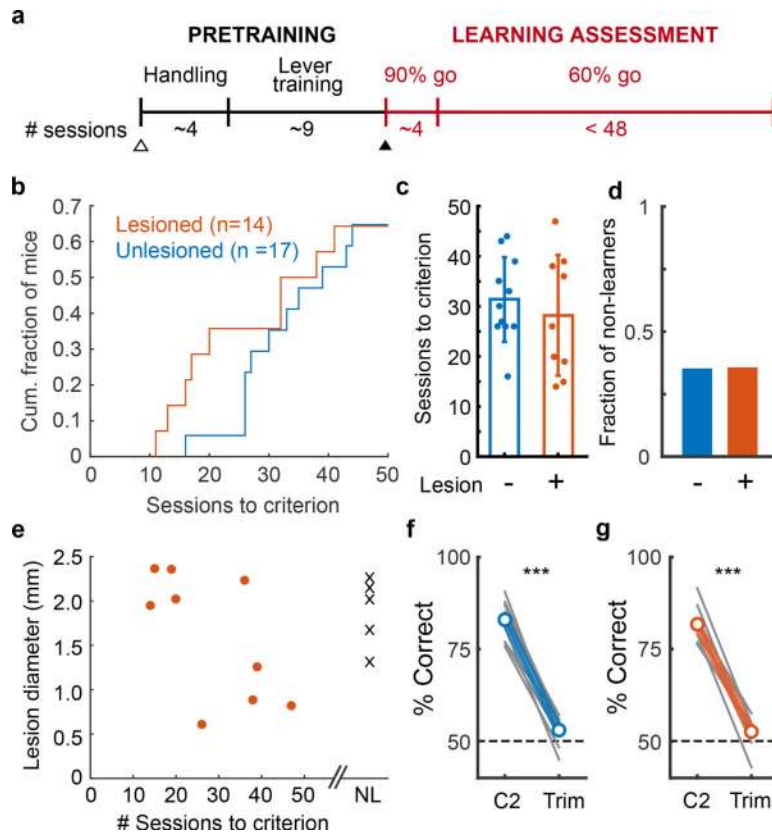 a
PRETRAINING LEARNING ASSESSMENT
Handling Lever training 90% go 60% go
# sessions ~4 ~9 ~4 < 48
b
Cum. fraction of mice
0.7
0.6
0.5
0.4
0.3
0.2
0.1
0
Lesioned (n=14)
Unlesioned (n =17)
0 10 20 30 40 50
Sessions to criterion
c
Sessions to criterion
50
40
30
20
10
30
0
Lesion - +
d
Fraction of non-learners
1
0.5
0
- +
e
Lesion diameter (mm)
2.5
2.0
1.5
1.0
0.5
0
0 10 20 30 40 50 NL
# Sessions to criterion
f
% Correct
100
75
50
***
C2 Trim
g
% Correct
100
75
50
***
C2 Trim